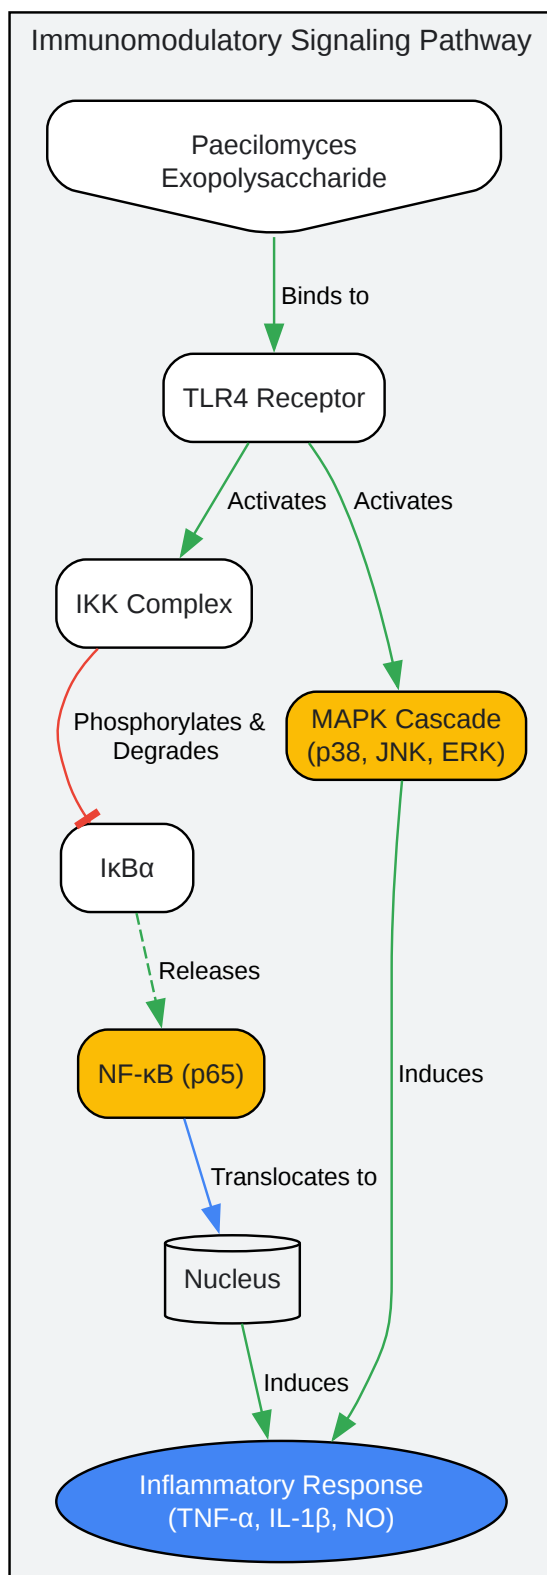 Immunomodulatory Signaling Pathway
Paecilomyces
Exopolysaccharide
Binds to
TLR4 Receptor
Activates
Activates
IKK Complex
Phosphorylates &
Degrades
MAPK Cascade
(p38, JNK, ERK)
IκBα
Releases
NF-κB (p65)
Induces
Translocates to
Nucleus
Induces
Inflammatory Response
(TNF-α, IL-1β, NO)